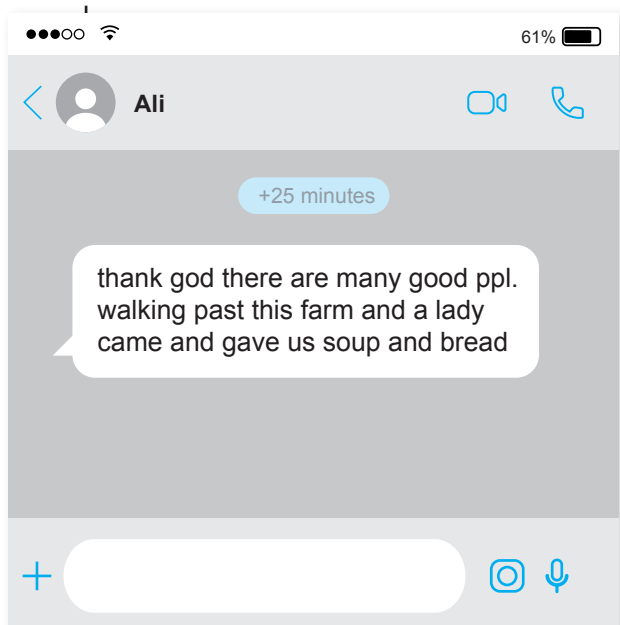 61%
Ali
+25 minutes
thank god there are many good ppl.
walking past this farm and a lady
came and gave us soup and bread